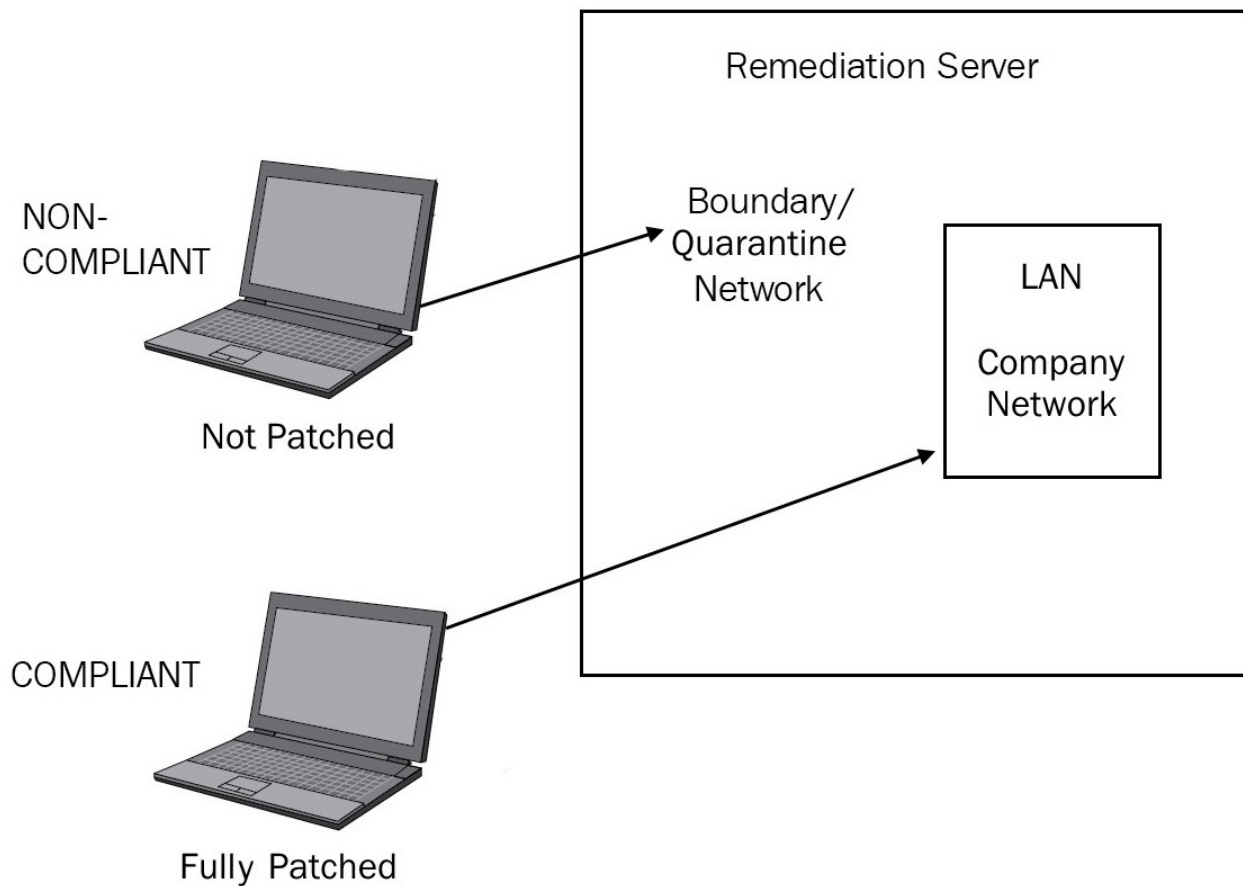 Remediation Server
NON-
COMPLIANT
Boundary/
Quarantine
Network
LAN
Company
Network
Not Patched
COMPLIANT
Fully Patched